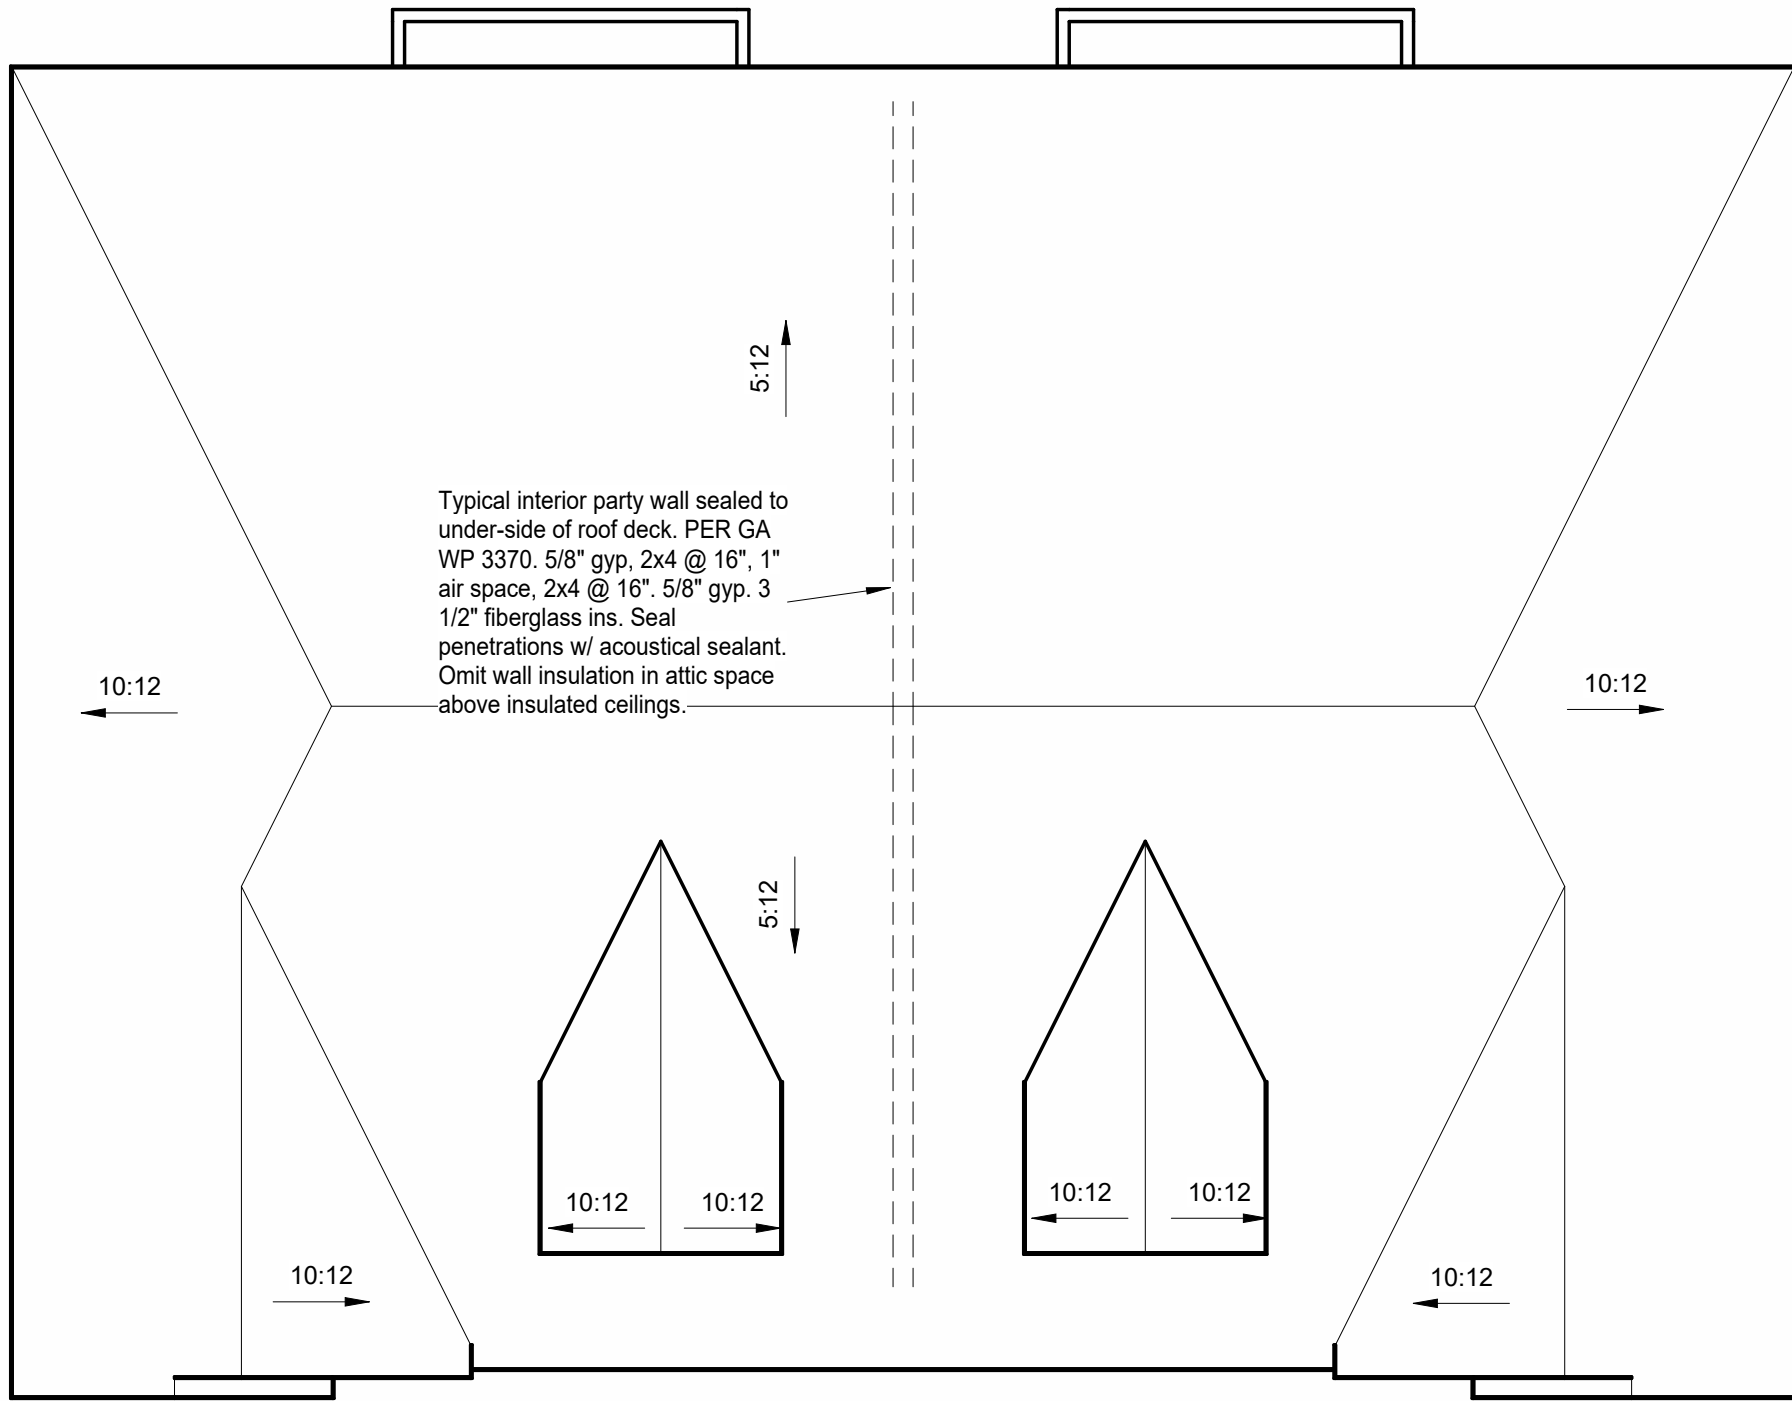 5:12
Typical interior party wall sealed to
under-side of roof deck. PER GA
WP 3370. 5/8" gyp, 2x4 @ 16", 1"
air space, 2x4 @ 16". 5/8" gyp. 3
1/2" fiberglass ins. Seal
penetrations w/ acoustical sealant.
Omit wall insulation in attic space
above insulated ceilings.
10:12
10:12
5:12
10:12
10:12
10:12
10:12
10:12
10:12